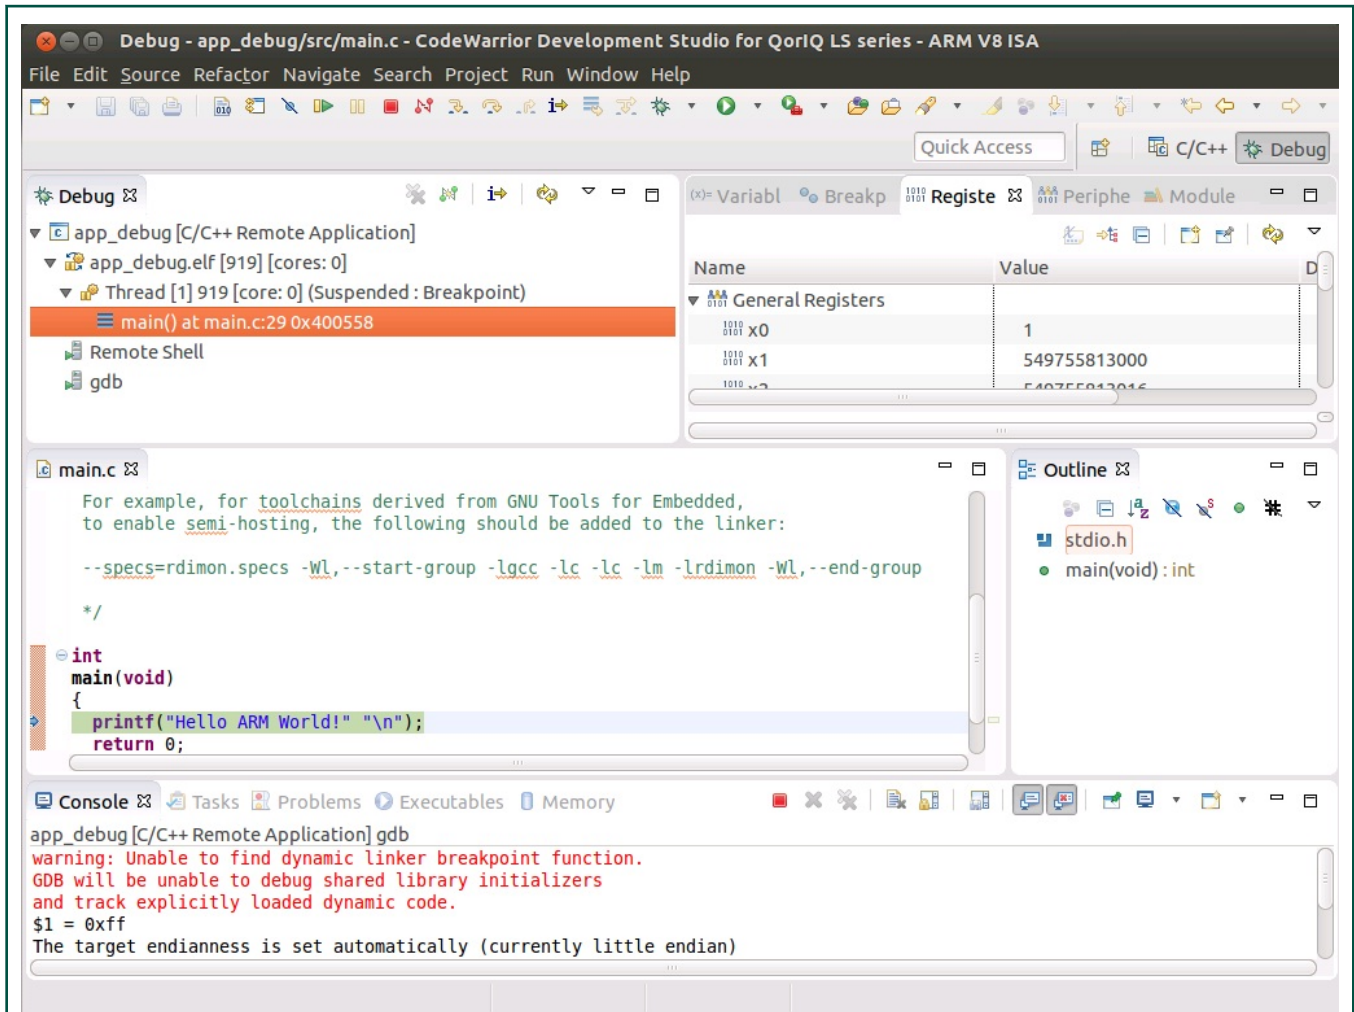 Debug - app_debug/src/main.c - CodeWarrior Development Studio for QorIQ LS series - ARM V8 ISA
File Edit Source Refactor Navigate Search Project Run Window Help
Quick Access
C/C++
Debug
Debug
app_debug [C/C++ Remote Application]
app_debug.elf [919] [cores: 0]
Thread [1] 919 [core: 0] (Suspended : Breakpoint)
main() at main.c:29 0x400558
Remote Shell
gdb
(x)= Variabl Breakp Registe Periphe Module
Name Value D
General Registers
x0 1
x1 549755813000
x2 549755813016
main.c
For example, for toolchains derived from GNU Tools for Embedded,
to enable semi-hosting, the following should be added to the linker:
--specs=rdimon.specs -Wl,--start-group -lgcc -lc -lc -lm -lrdimon -Wl,--end-group
*/
int
main(void)
{
printf("Hello ARM World!" "\n");
return 0;
Outline
stdio.h
main(void) : int
Console Tasks Problems Executables Memory
app_debug [C/C++ Remote Application] gdb
warning: Unable to find dynamic linker breakpoint function.
GDB will be unable to debug shared library initializers
and track explicitly loaded dynamic code.
$1 = 0xff
The target endianness is set automatically (currently little endian)